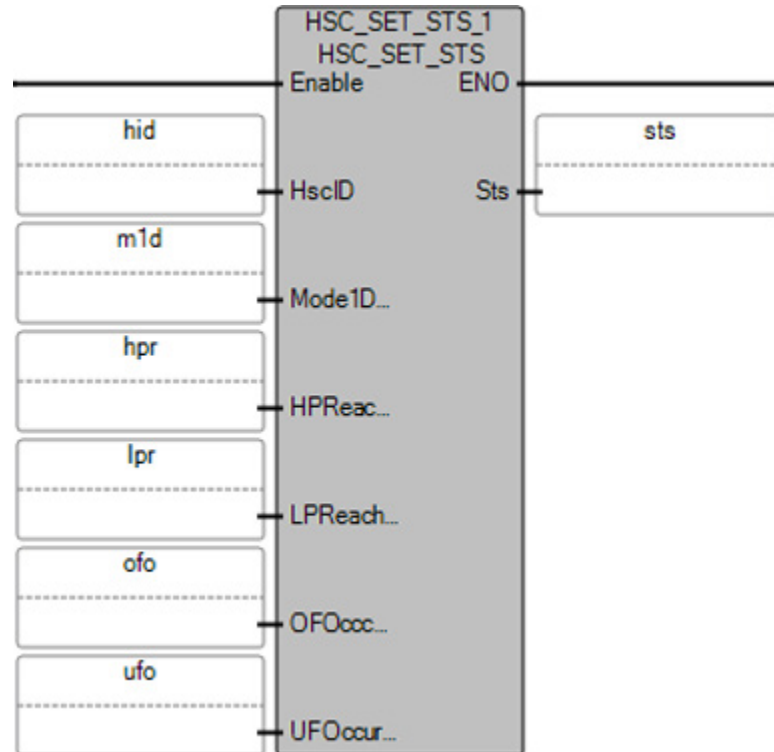 HSC_SET_STS_1
HSC_SET_STS
Enable ENO
hid sts
HscID Sts
m1d
Mode1D...
hpr
HPReac...
lpr
LPReach...
ofo
OFOccc...
ufo
UFOccur...